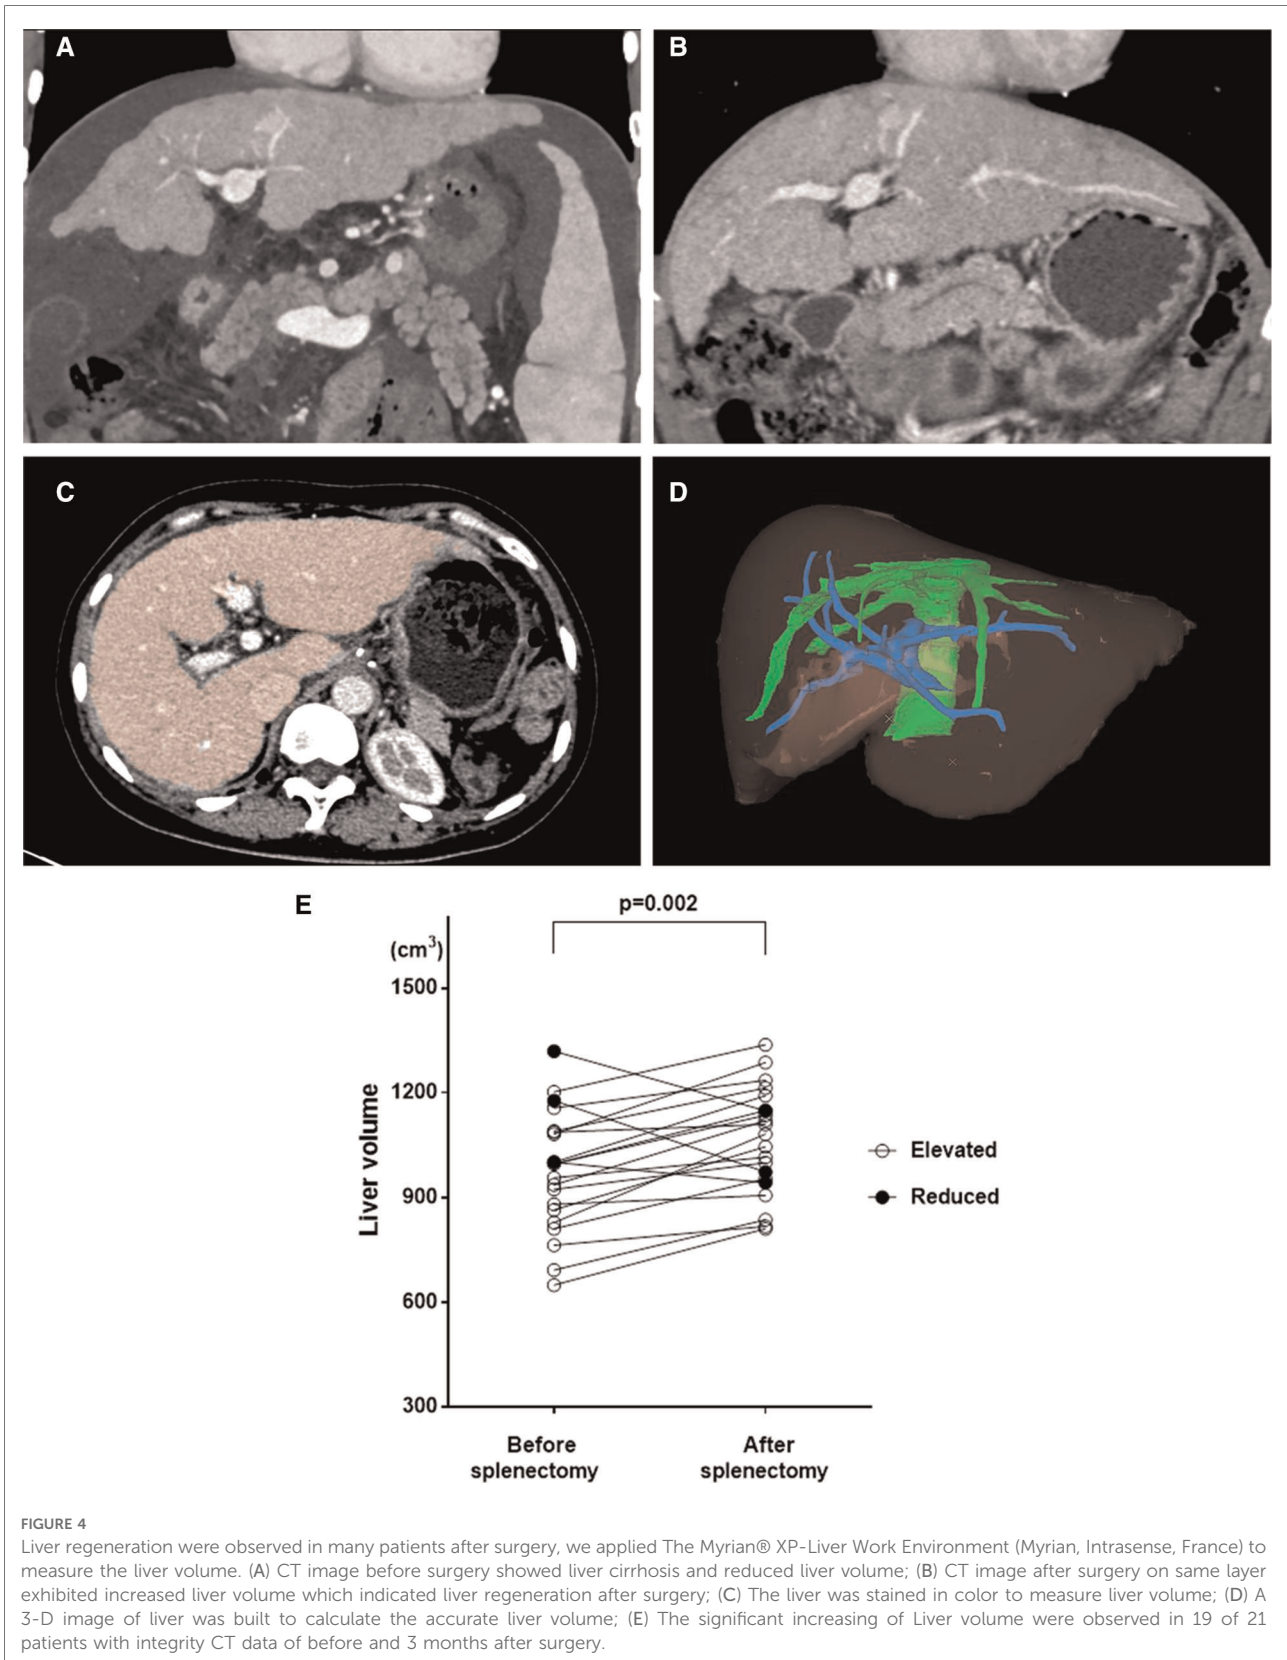 A
B
C
D
E
p=0.002
(cm³)
1500
1200
900
600
300
Liver volume
Elevated
Reduced
Before
splenectomy
After
splenectomy
FIGURE 4
Liver regeneration were observed in many patients after surgery, we applied The Myrian® XP-Liver Work Environment (Myrian, Intrasense, France) to
measure the liver volume. (A) CT image before surgery showed liver cirrhosis and reduced liver volume; (B) CT image after surgery on same layer
exhibited increased liver volume which indicated liver regeneration after surgery; (C) The liver was stained in color to measure liver volume; (D) A
3-D image of liver was built to calculate the accurate liver volume; (E) The significant increasing of Liver volume were observed in 19 of 21
patients with integrity CT data of before and 3 months after surgery.